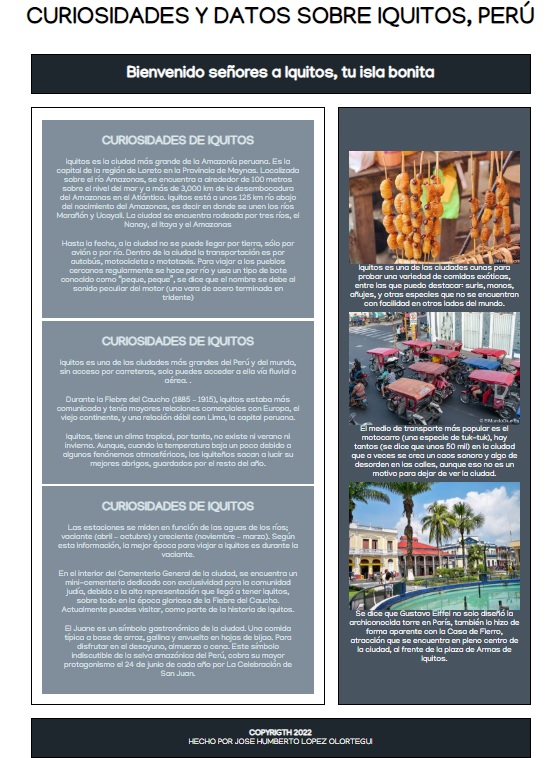 CURIOSIDADES Y DATOS SOBRE IQUITOS, PERÚ
Bienvenido señores a Iquitos, tu isla bonita
CURIOSIDADES DE IQUITOS
Iquitos es la ciudad más grande de la Amazonía peruana. Es la
capital de la región de Loreto en la Provincia de Maynas. Localizada
sobre el río Amazonas, se encuentra a alrededor de 100 metros
sobre el nivel del mar y a más de 3,000 km de la desembocadura
del Amazonas en el Atlántico. Iquitos está a unos 125 km río abajo
del nacimiento del Amazonas, es decir en donde se unen los ríos
Marañón y Ucayali. La ciudad se encuentra rodeada por tres ríos, el
Nanay, el Itaya y el Amazonas
Hasta la fecha, a la ciudad no se puede llegar por tierra, sólo por
avión o por río. Dentro de la ciudad la transportación es por
autobús, motocicleta o mototaxis. Para viajar a los pueblos
cercanos regularmente se hace por río y usa un tipo de bote
conocido como "peque, peque", se dice que el nombre se debe al
sonido peculiar del motor (una vara de acero terminada en
tridente)
CURIOSIDADES DE IQUITOS
Iquitos es una de las ciudades más grandes del Perú y del mundo,
sin acceso por carreteras, solo puedes acceder a ella vía fluvial o
aérea. .
Durante la Fiebre del Caucho (1885 – 1915), Iquitos estaba más
comunicada y tenía mayores relaciones comerciales con Europa, el
viejo continente, y una relación débil con Lima, la capital peruana.
Iquitos, tiene un clima tropical, por tanto, no existe ni verano ni
invierno. Aunque, cuando la temperatura baja un poco debido a
algunos fenónemos atmosféricos, los iquiteños sacan a lucir su
mejores abrigos, guardados por el resto del año.
CURIOSIDADES DE IQUITOS
Las estaciones se miden en función de las aguas de los ríos;
vaciante (abril – octubre) y creciente (noviembre – marzo). Según
esta información, la mejor época para viajar a Iquitos es durante la
vaciante.
En el interior del Cementerio General de la ciudad, se encuentra un
mini-cementerio dedicado con exclusividad para la comunidad
judía, debido a la alta representación que llegó a tener Iquitos,
sobre todo en la época gloriosa de la Fiebre del Caucho.
Actualmente puedes visitar, como parte de la historia de Iquitos.
El Juane es un símbolo gastronómico de la ciudad. Una comida
típica a base de arroz, gallina y envuelto en hojas de bijao. Para
disfrutar en el desayuno, almuerzo o cena. Este símbolo
indiscutible de la selva amazónica del Perú, cobra su mayor
protagonismo el 24 de junio de cada año por La Celebración de
San Juan.
Iquitos es una de las ciudades aunas para
probar una variedad de comidas exóticas,
entre las que puedo destacar: suris, monos,
añujes, y otras especies que no se encuentran
con facilidad en otros lados del mundo.
El medio de transporte más popular es el
motocarro (una especie de tuk-tuk), hay
tantos (se dice que unos 50 mil) en la ciudad
que a veces se crea un caos sonoro y algo de
desorden en las calles, aunque eso no es un
motivo para dejar de ver la ciudad.
Se dice que Gustavo Eiffel no solo diseñó la
archiconocida torre en París, también lo hizo de
forma aparente con la Casa de Fierro,
atracción que se encuentra en pleno centro de
la ciudad, al frente de la plaza de Armas de
Iquitos.
COPYRIGTH 2022
HECHO POR JOSE HUMBERTO LOPEZ OLORTEGUI